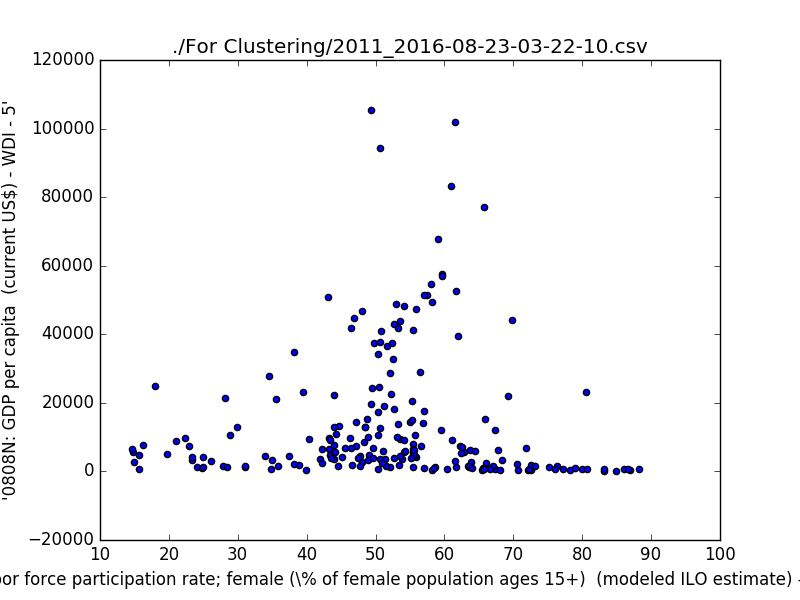 ./For Clustering/2011_2016-08-23-03-22-10.csv
120000
100000
80000
60000
40000
20000
0
−20000
'0808N: GDP per capita  (current US$) - WDI - 5'
10 20 30 40 50 60 70 80 90 100
force participation rate; female (\% of female population ages 15+)  (modeled ILO estimate) -